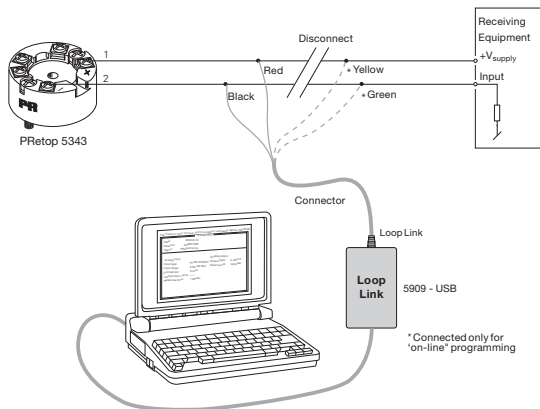 Receiving
Equipment
+Vsupply
Input
Disconnect
1
2
Red
Black
* Yellow
* Green
PR
PRetop 5343
Connector
Loop Link
Loop
Link
5909 - USB
* Connected only for
'on-line" programming